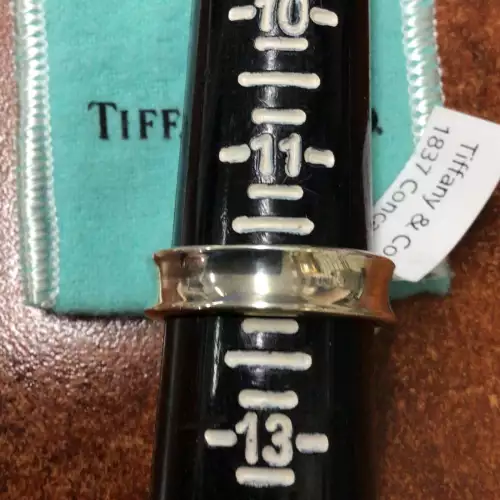 -10-
-11-
-13-
TIFF
Tiffany & Co
1837 Conc